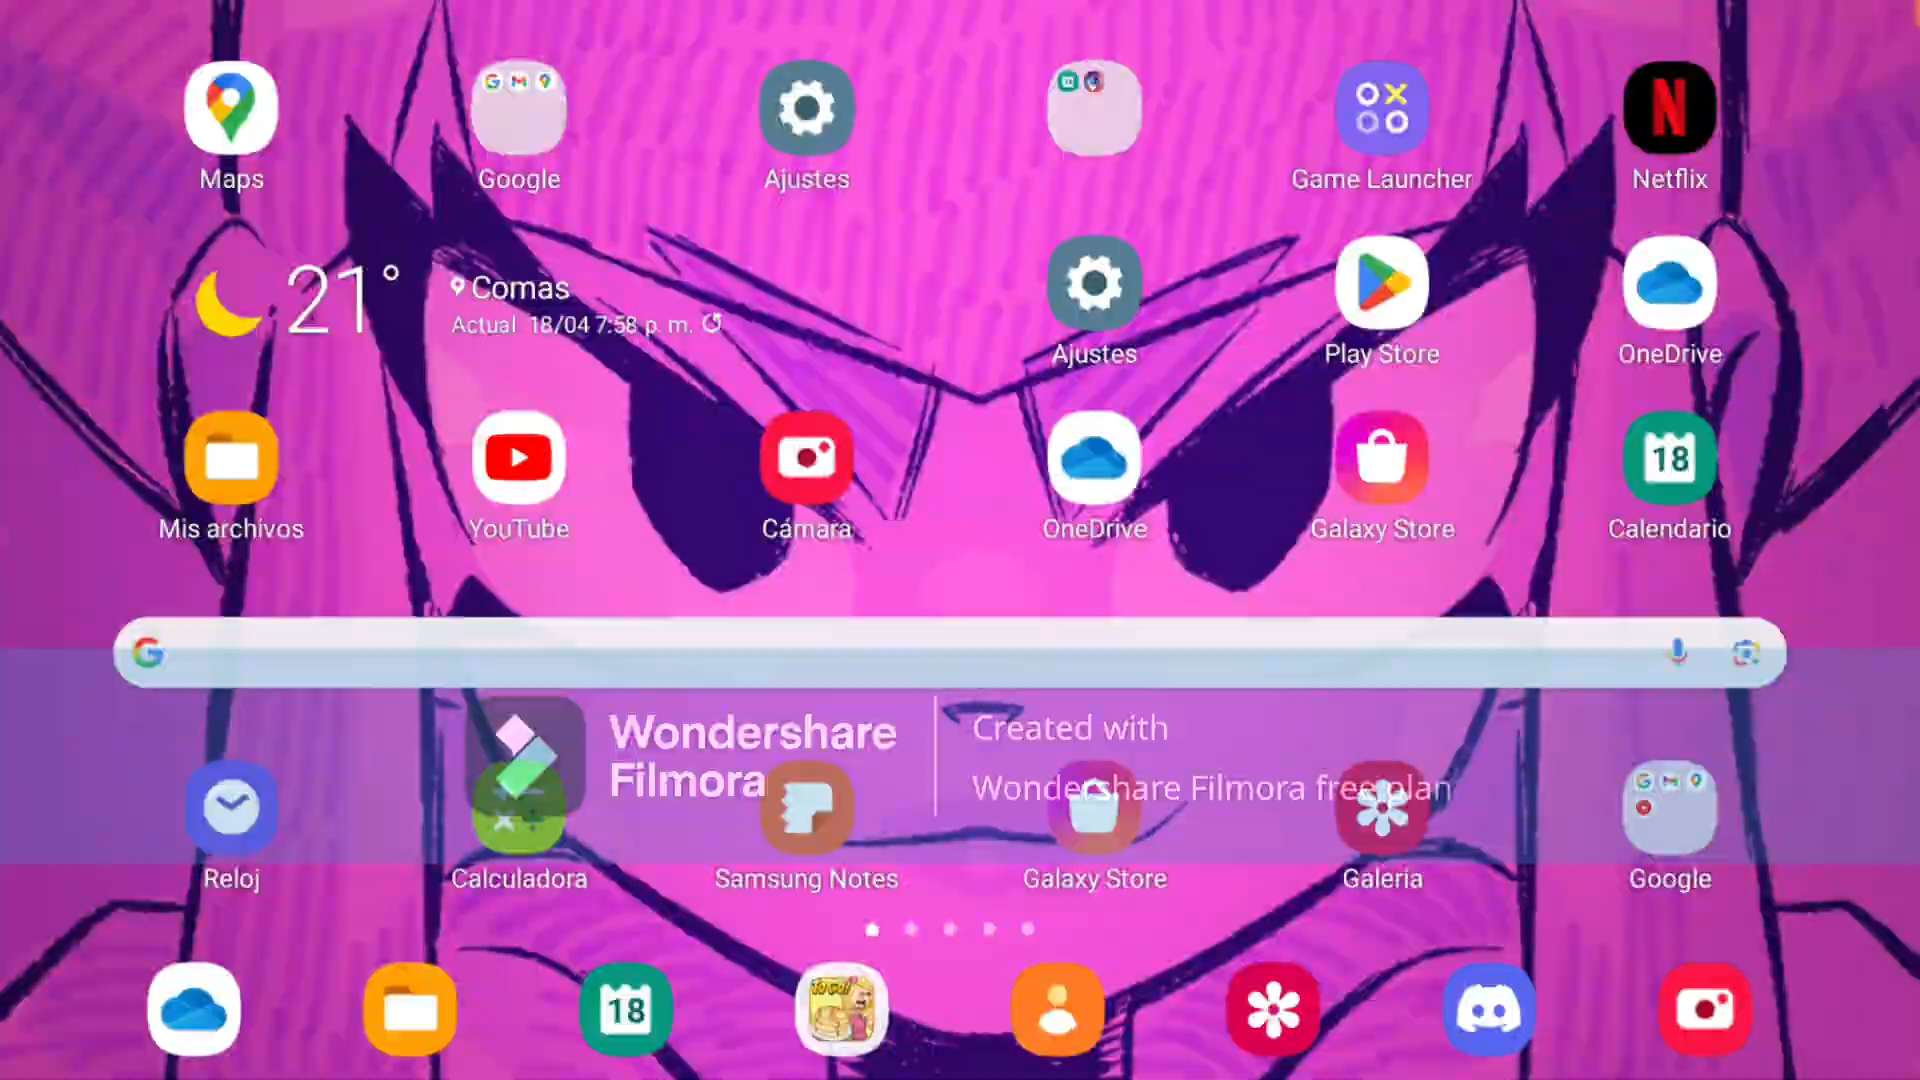 Maps
Google
Ajustes
Game Launcher
Netflix
21°
Comas
Actual 18/04 7:58 p. m.
Ajustes
Play Store
OneDrive
18
Mis archivos
YouTube
Cámara
OneDrive
Galaxy Store
Calendario
Wondershare
Filmora
Created with
Wondershare Filmora free plan
Reloj
Calculadora
Samsung Notes
Galaxy Store
Galería
Google
18
To Go!